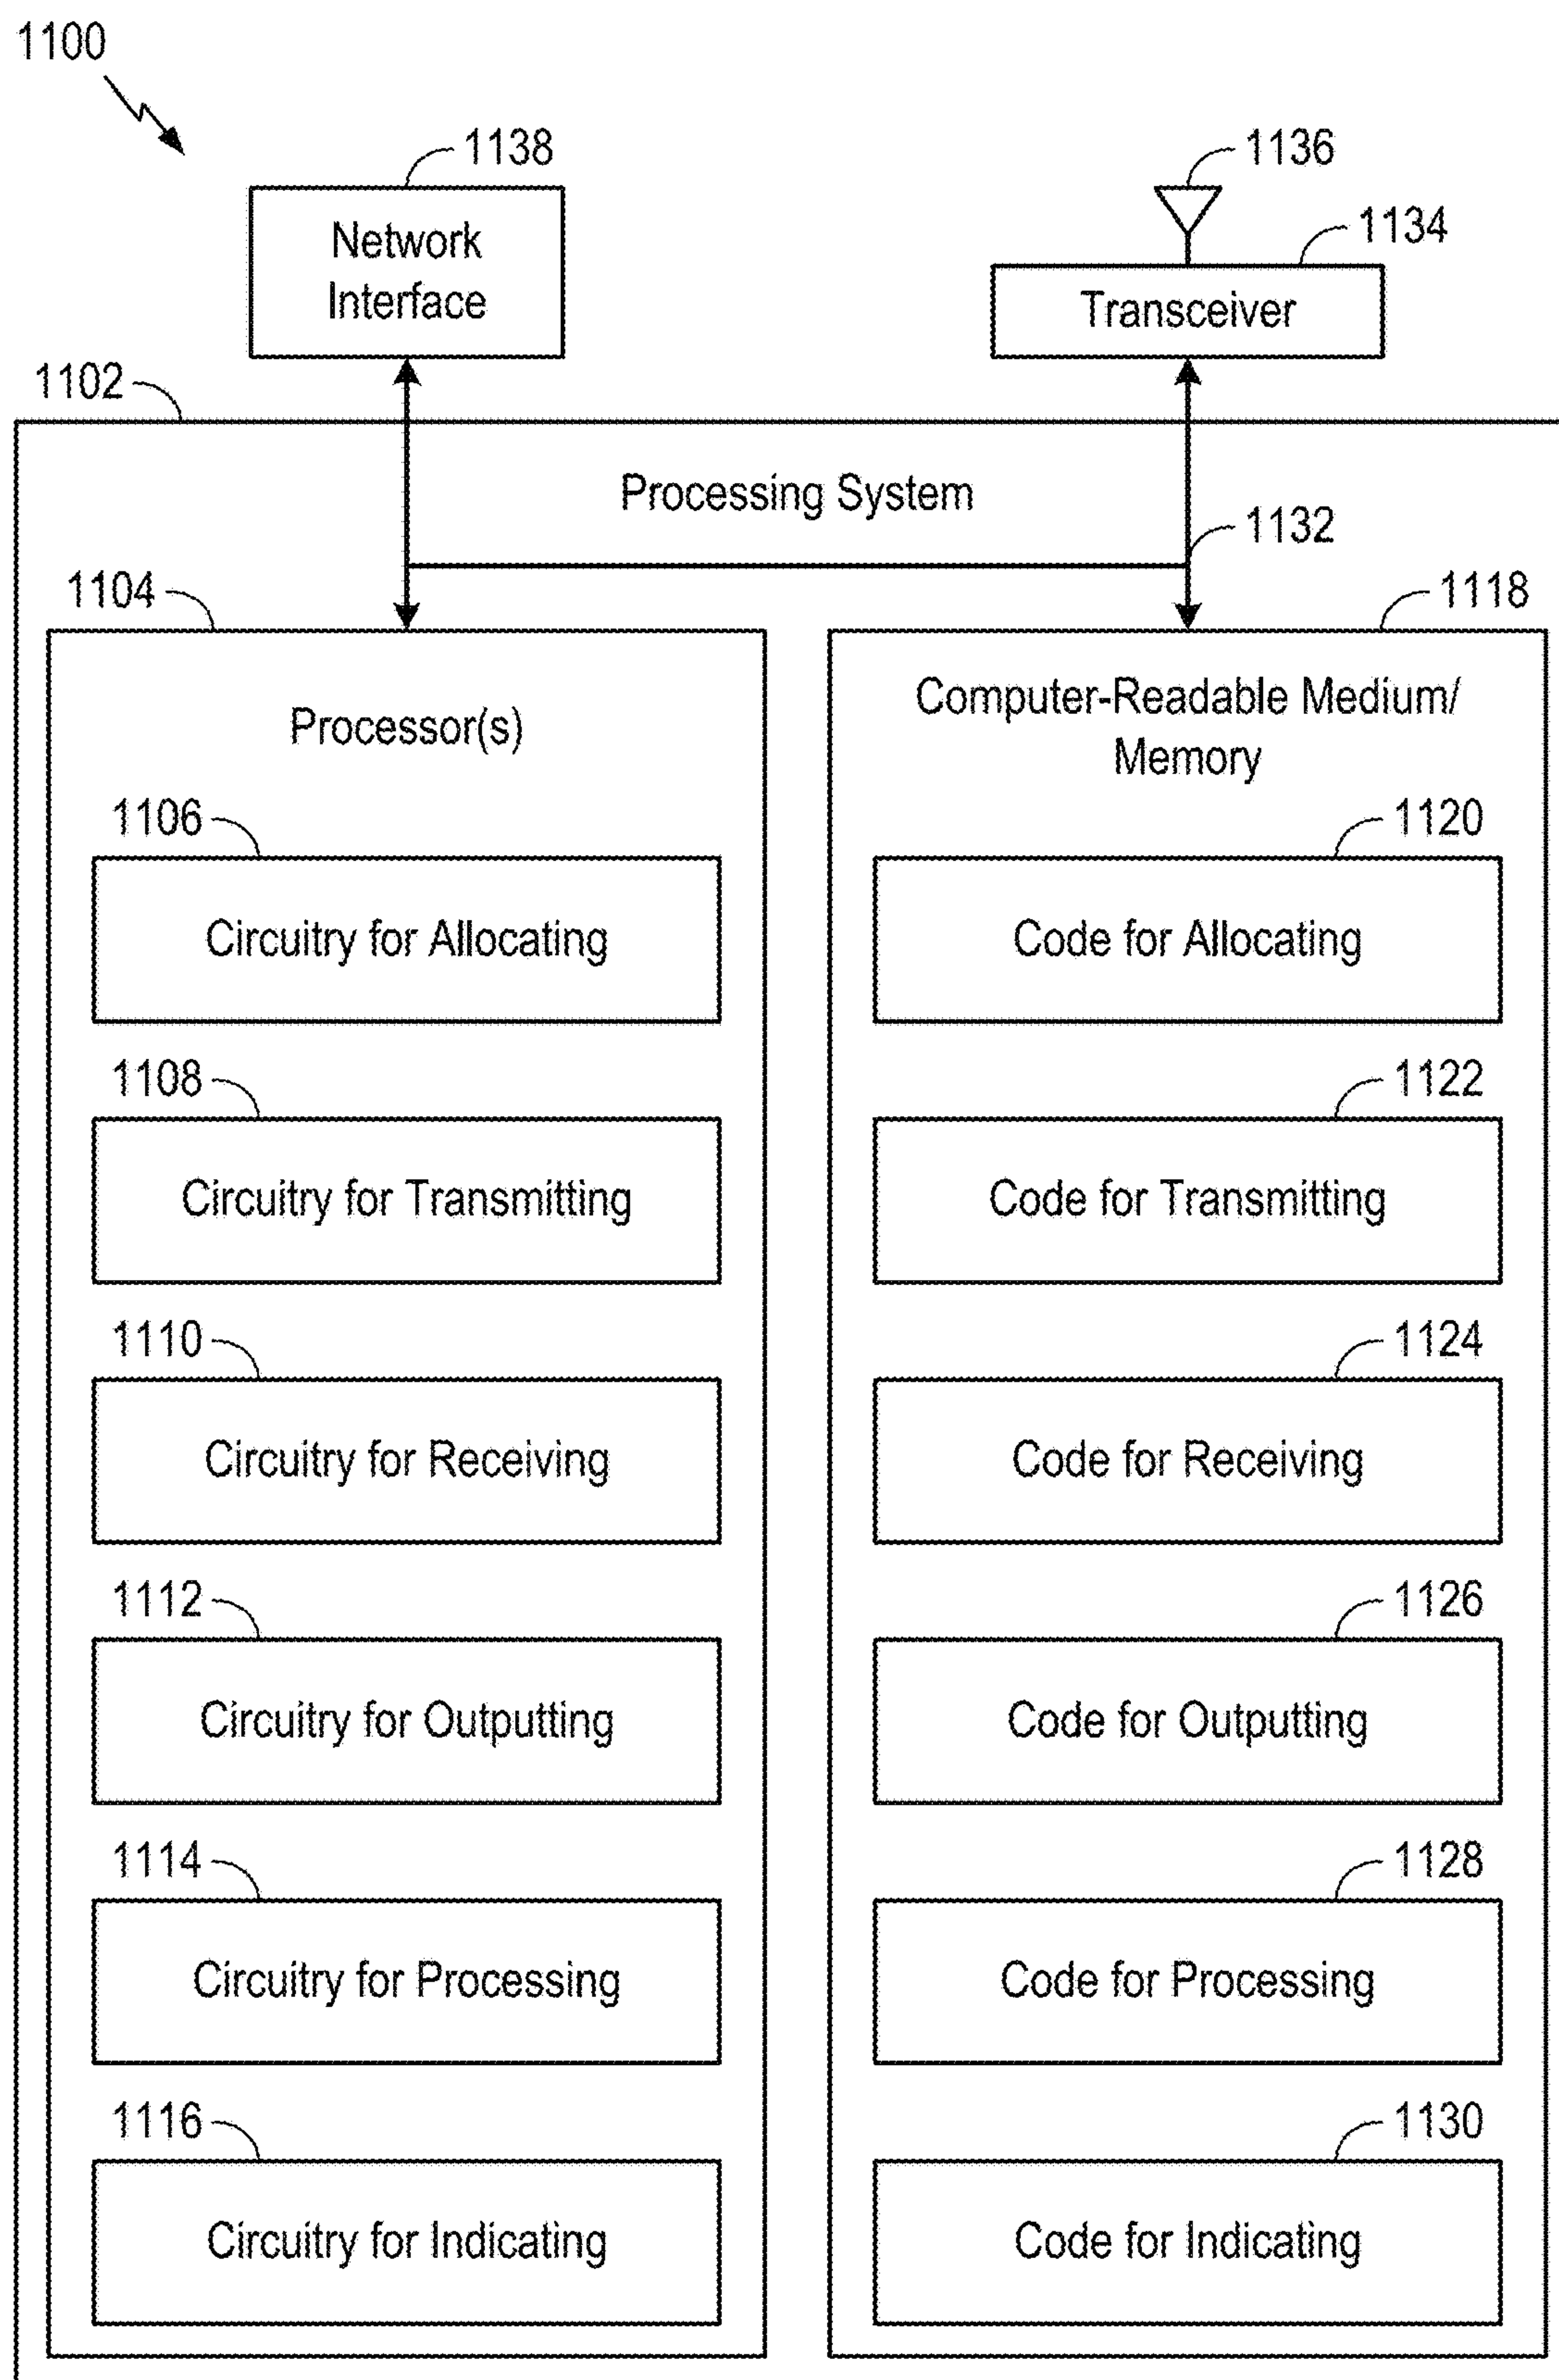 1100
1138
1136
Network
Interface
1134
Transceiver
1102
Processing System
1132
1104
1118
Processor(s)
Computer-Readable Medium/
Memory
1106
1120
Circuitry for Allocating
Code for Allocating
1108
1122
Circuitry for Transmitting
Code for Transmitting
1110
1124
Circuitry for Receiving
Code for Receiving
1112
1126
Circuitry for Outputting
Code for Outputting
1114
1128
Circuitry for Processing
Code for Processing
1116
1130
Circuitry for Indicating
Code for Indicating